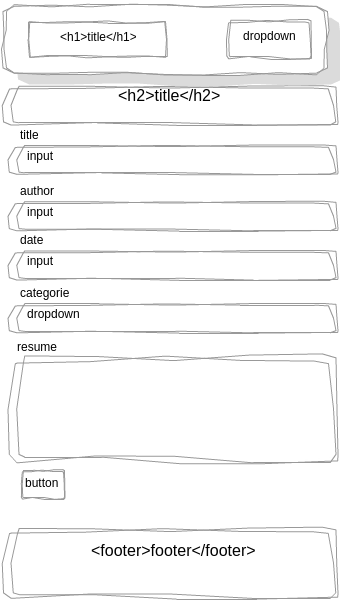 <h1>title</h1>
dropdown
<h2>title</h2>
title
input
author
input
date
input
categorie
dropdown
resume
button
<footer>footer</footer>